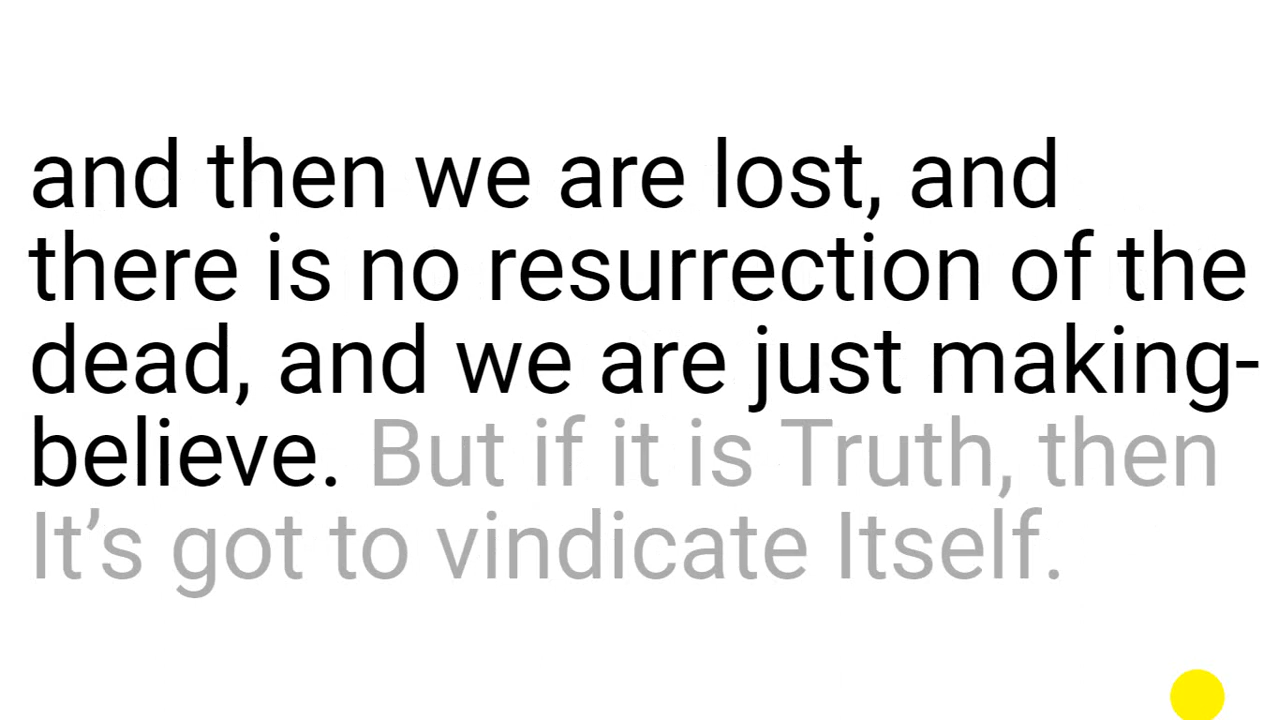 and then we are lost, and
there is no resurrection of the
dead, and we are just making-
believe. But if it is Truth, then
It’s got to vindicate Itself.